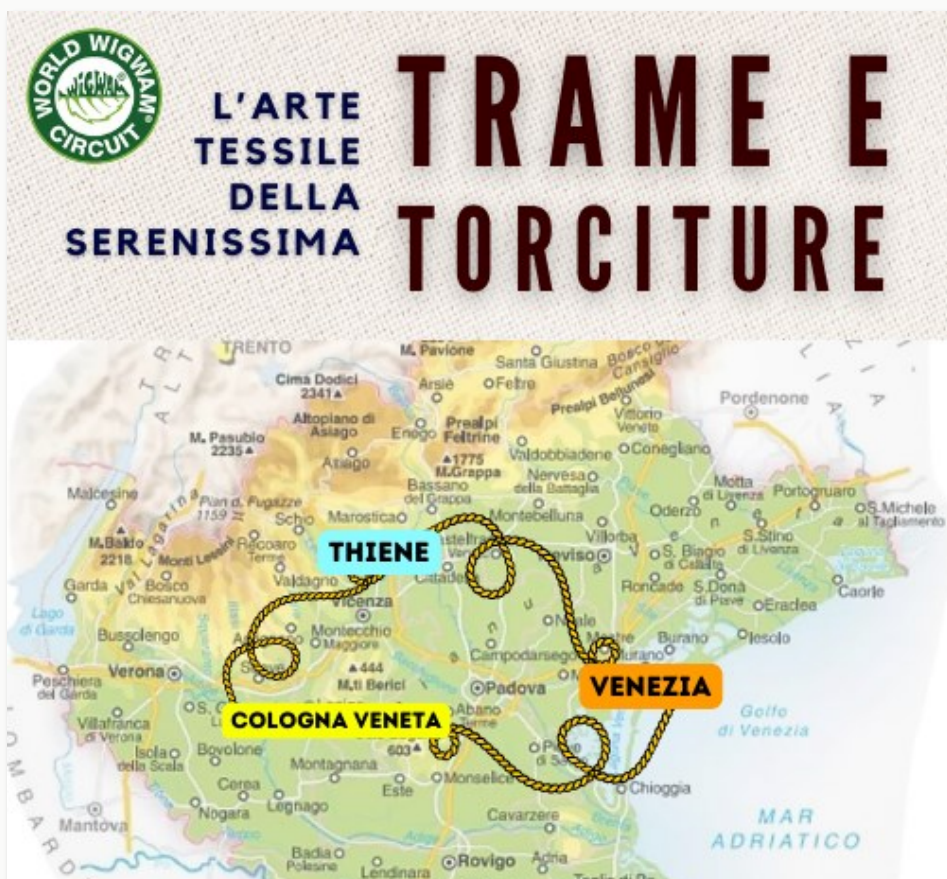 WORLD WIGWAM CIRCUIT
WIGWAM®
L'ARTE
TESSILE
DELLA
SERENISSIMA
TRAME E
TORCITURE
TRENTO
M. Pavione
Santa Giustina
Bosco del
Cansiglio
Cima Dodici
2341
Arsiè
Feltre
Prealpi Bellunesi
Pordenone
Altopiano di
Asiago
Enego
Prealpi
Feltrine
Vittorio
Veneto
M. Pasubio
2235
Asiago
1775
M.Grappa
Valdobbiadene
Conegliano
Malcesine
Pian d. Fugazze
1159
Bassano
del Grappa
Nervesa
della Battaglia
Motta
di Livenza
Portogruaro
Val Lagarina
Schio
Marostica
Montebelluna
Oderzo
S.Michele
al Tagliamento
M.Baldo
2218
Monti Lessini
Recoaro
Terme
THIENE
Villorba
S. Biagio
di Callalta
S.Stino
di Livenza
Garda
Bosco
Chiesanuova
Valdagno
Vicenza
Roncade
S.Donà
di Piave
Eraclea
Caorle
Lago
di Garda
Bussolengo
Montecchio
Maggiore
Mestre
Burano
Jesolo
Campodarsego
Murano
Peschiera
del Garda
Verona
444
M.ti Berici
Padova
VENEZIA
Villafranca
di Verona
COLOGNA VENETA
Abano
Terme
Golfo
di Venezia
Isola
della Scala
Bovolone
603
Montagnana
Cerea
Legnago
Este
Monselice
Chioggia
Mantova
Nogara
Cavarzere
MAR
ADRIATICO
Badia
Polesine
Lendinara
Rovigo
Adria